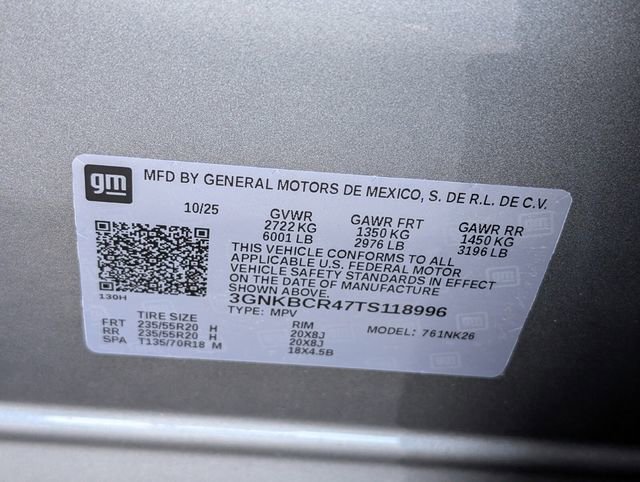 gm
MFD BY GENERAL MOTORS DE MEXICO, S. DE R.L. DE C.V.
10/25 GVWR GAWR FRT GAWR RR
2722 KG 1350 KG 1450 KG
6001 LB 2976 LB 3196 LB
THIS VEHICLE CONFORMS TO ALL
APPLICABLE U.S. FEDERAL MOTOR
VEHICLE SAFETY STANDARDS IN EFFECT
ON THE DATE OF MANUFACTURE
SHOWN ABOVE.
130H
3GNKBCR47TS118996
TYPE: MPV
TIRE SIZE RIM MODEL: 761NK26
FRT 235/55R20 H 20X8J
RR 235/55R20 H 20X8J
SPA T135/70R18 M 18X4.5B